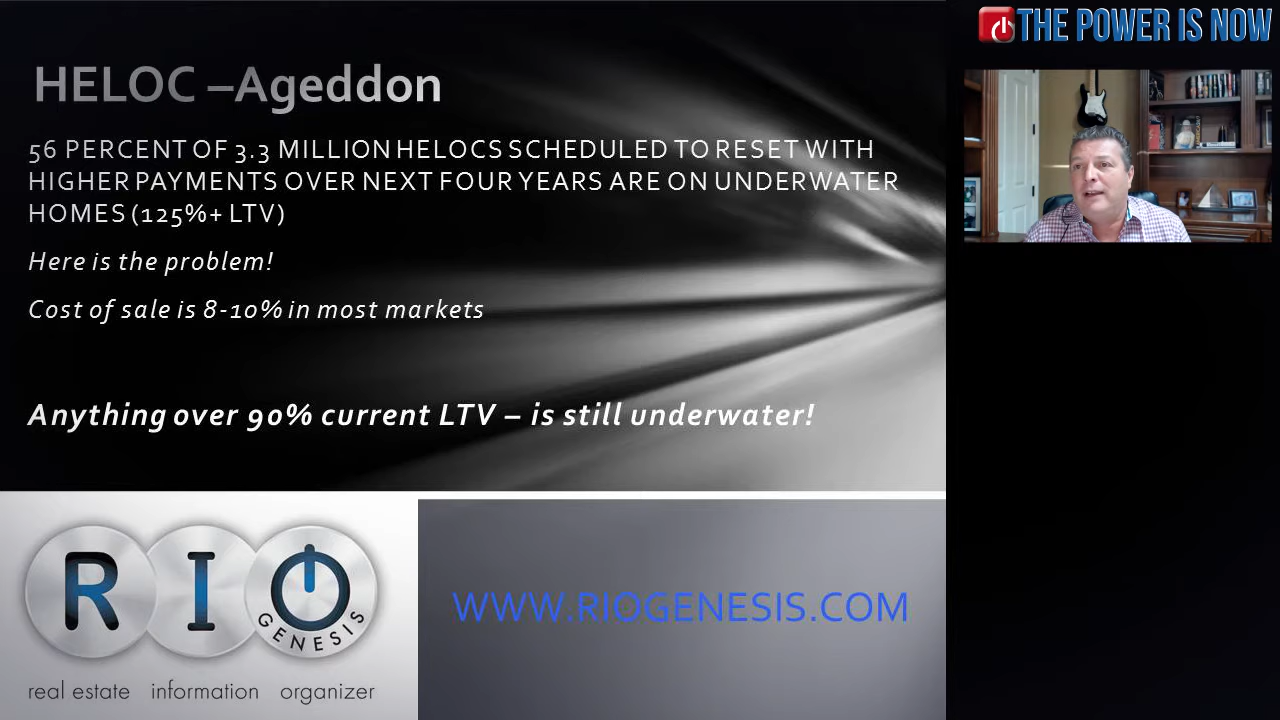 HELOC –Ageddon
56 PERCENT OF 3.3 MILLION HELOCS SCHEDULED TO RESET WITH
HIGHER PAYMENTS OVER NEXT FOUR YEARS ARE ON UNDERWATER
HOMES (125%+ LTV)
Here is the problem!
Cost of sale is 8-10% in most markets
Anything over 90% current LTV – is still underwater!
RIO
GENESIS
real estate information organizer
WWW.RIOGENESIS.COM
THE POWER IS NOW